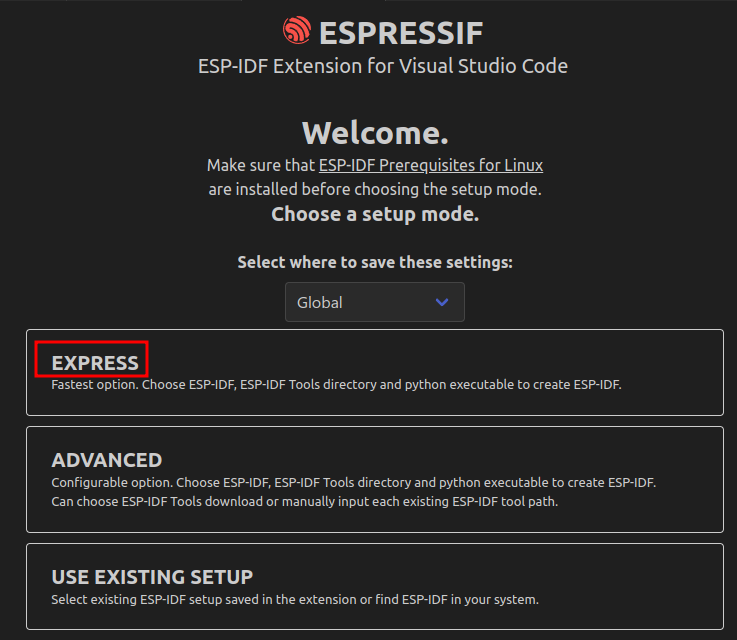 ESPRESSIF
ESP-IDF Extension for Visual Studio Code
Welcome.
Make sure that ESP-IDF Prerequisites for Linux
are installed before choosing the setup mode.
Choose a setup mode.
Select where to save these settings:
Global
EXPRESS
Fastest option. Choose ESP-IDF, ESP-IDF Tools directory and python executable to create ESP-IDF.
ADVANCED
Configurable option. Choose ESP-IDF, ESP-IDF Tools directory and python executable to create ESP-IDF.
Can choose ESP-IDF Tools download or manually input each existing ESP-IDF tool path.
USE EXISTING SETUP
Select existing ESP-IDF setup saved in the extension or find ESP-IDF in your system.